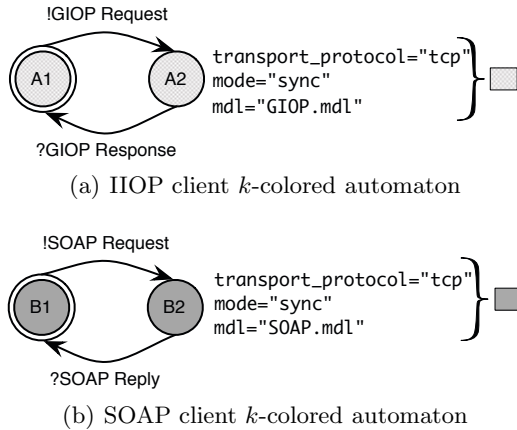 !GIOP Request
A1
A2
transport_protocol="tcp"
mode="sync"
mdl="GIOP.mdl"
?GIOP Response
(a) IIOP client k-colored automaton
!SOAP Request
B1
B2
transport_protocol="tcp"
mode="sync"
mdl="SOAP.mdl"
?SOAP Reply
(b) SOAP client k-colored automaton